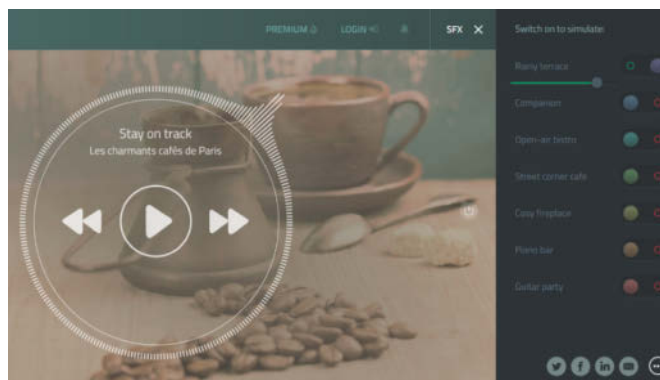 PREMIUM
LOGIN
SFX
Switch on to simulate:
Rainy terrace
Companion
Open-air bistro
Street corner café
Cosy fireplace
Piano bar
Guitar party
Stay on track
Les charmants cafés de Paris